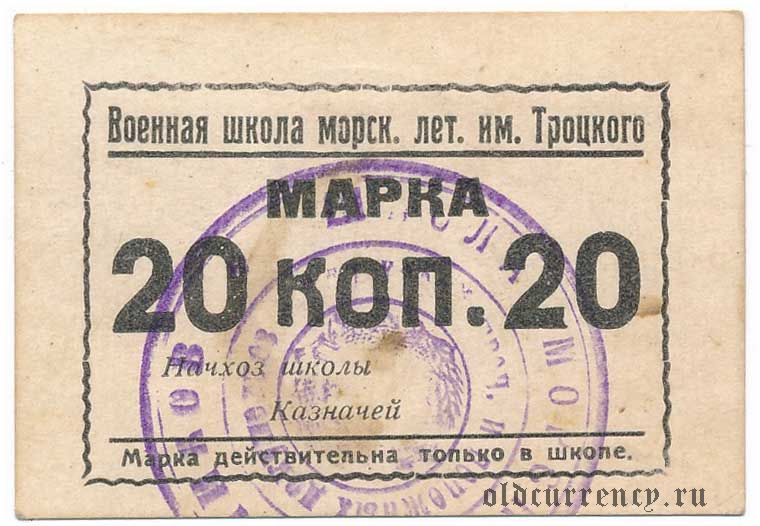 Военная школа морск. лет. им. Троцкого
МАРКА
20 КОП. 20
Начхоз школы
Казначей
Марка действительна только в школе.
oldcurrency.ru